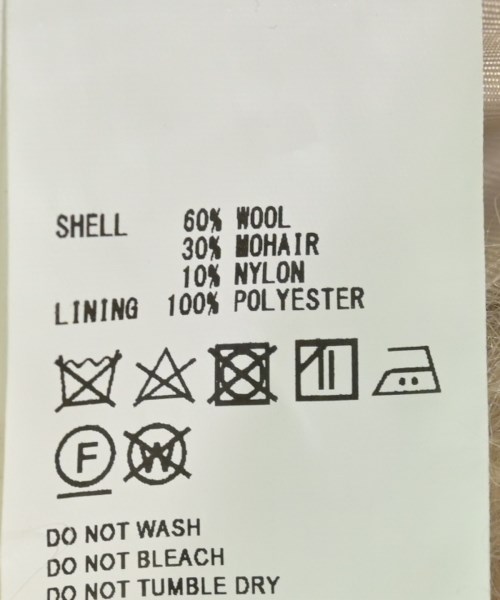 SHELL 60% WOOL
30% MOHAIR
10% NYLON
LINING 100% POLYESTER
F W
DO NOT WASH
DO NOT BLEACH
DO NOT TUMBLE DRY